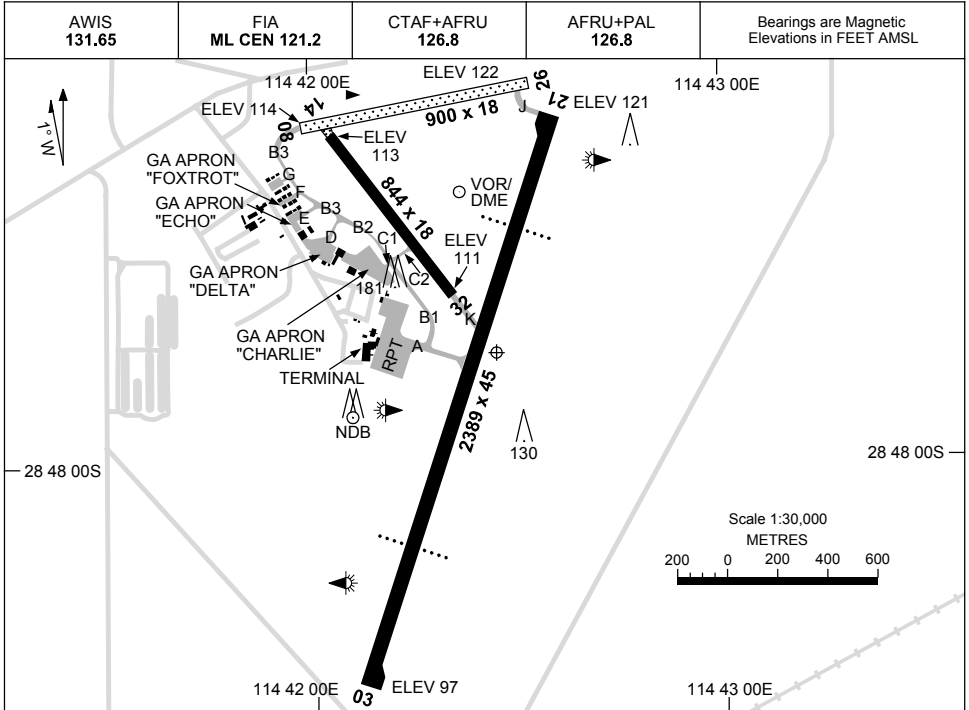 AWIS
131.65
FIA
ML CEN 121.2
CTAF+AFRU
126.8
AFRU+PAL
126.8
Bearings are Magnetic
Elevations in FEET AMSL
114 42 00E
ELEV 122
114 43 00E
1° W
ELEV 114
14
08
900 x 18
26
21
ELEV 121
J
ELEV
113
B3
GA APRON
"FOXTROT"
G
F
GA APRON
"ECHO"
E
B3
844 x 18
VOR/
DME
D
B2
C1
C2
ELEV
111
GA APRON
"DELTA"
181
32
K
B1
GA APRON
"CHARLIE"
A
RPT
TERMINAL
NDB
2389 x 45
130
28 48 00S
28 48 00S
Scale 1:30,000
METRES
200 0 200 400 600
114 42 00E
ELEV 97
03
114 43 00E